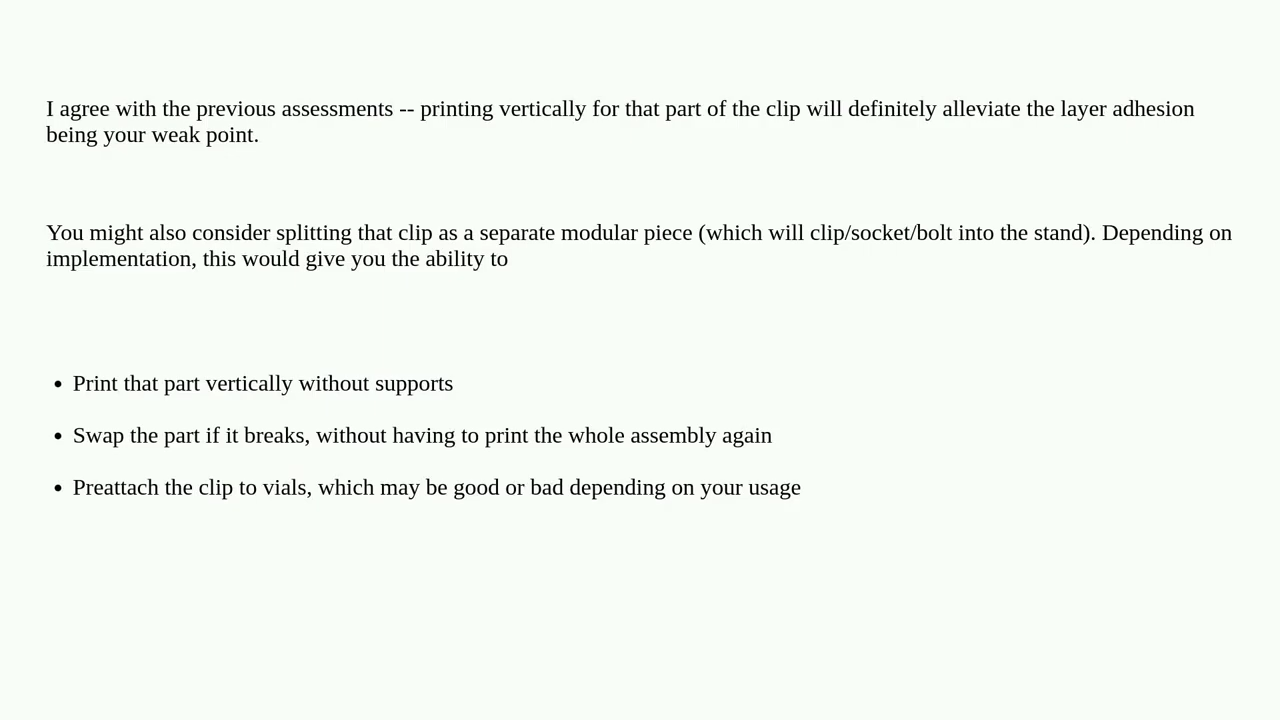 I agree with the previous assessments -- printing vertically for that part of the clip will definitely alleviate the layer adhesion
being your weak point.
You might also consider splitting that clip as a separate modular piece (which will clip/socket/bolt into the stand). Depending on
implementation, this would give you the ability to
• Print that part vertically without supports
• Swap the part if it breaks, without having to print the whole assembly again
• Preattach the clip to vials, which may be good or bad depending on your usage